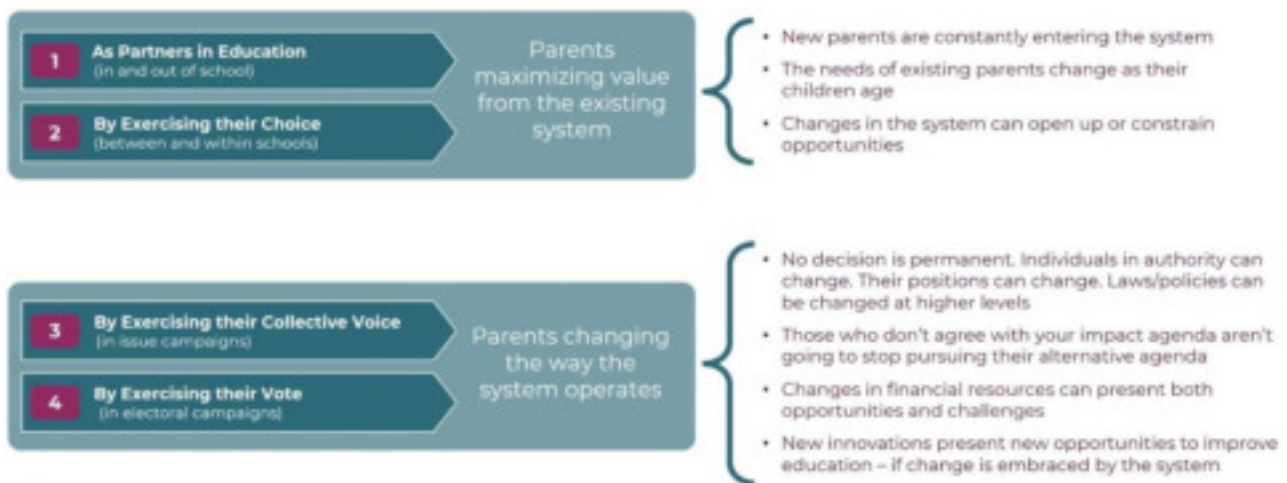 1
As Partners in Education
(in and out of school)
2
By Exercising their Choice
(between and within schools)
Parents
maximizing value
from the existing
system
• New parents are constantly entering the system
• The needs of existing parents change as their
children age
• Changes in the system can open up or constrain
opportunities
3
By Exercising their Collective Voice
(in issue campaigns)
4
By Exercising their Vote
(in electoral campaigns)
Parents changing
the way the
system operates
• No decision is permanent. Individuals in authority can
change. Their positions can change. Laws/policies can
be changed at higher levels
• Those who don't agree with your impact agenda aren't
going to stop pursuing their alternative agenda
• Changes in financial resources can present both
opportunities and challenges
• New innovations present new opportunities to improve
education – if change is embraced by the system